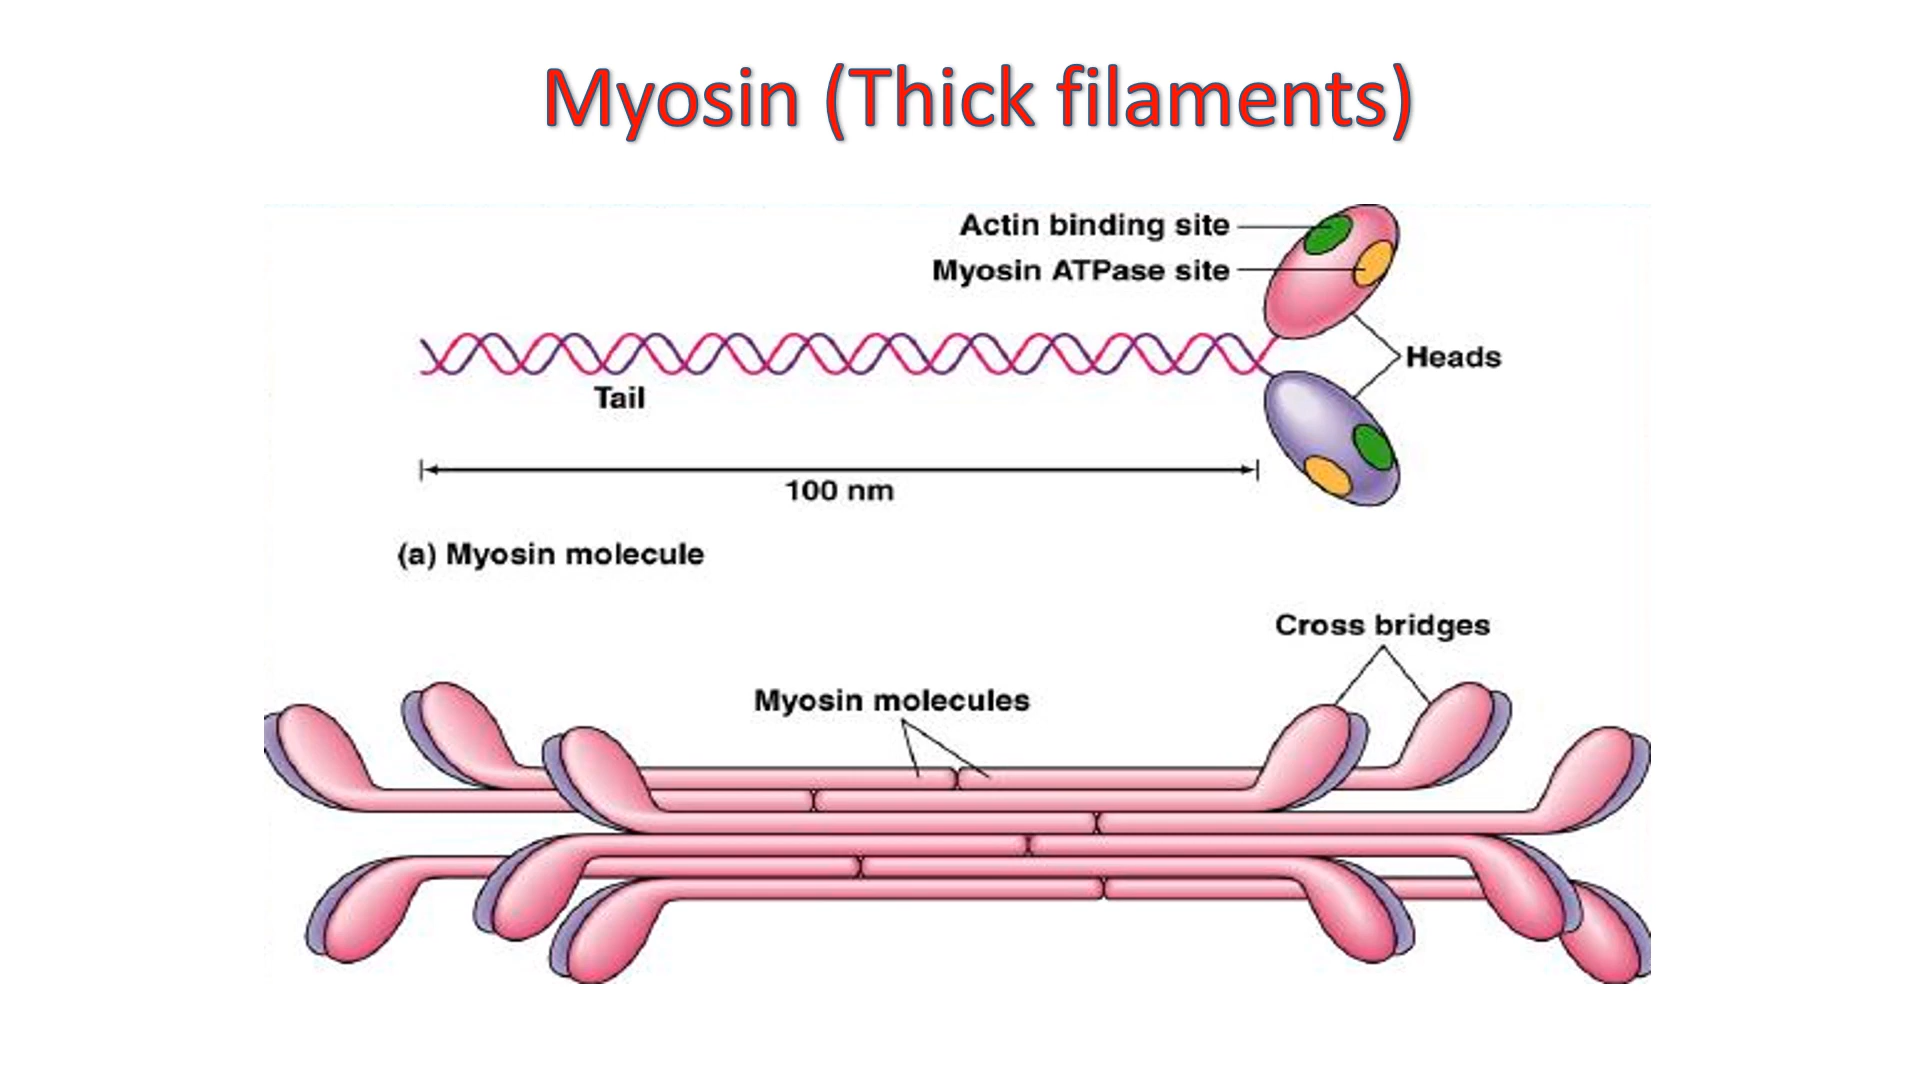 Myosin (Thick filaments)
Actin binding site
Myosin ATPase site
Heads
Tail
100 nm
(a) Myosin molecule
Cross bridges
Myosin molecules